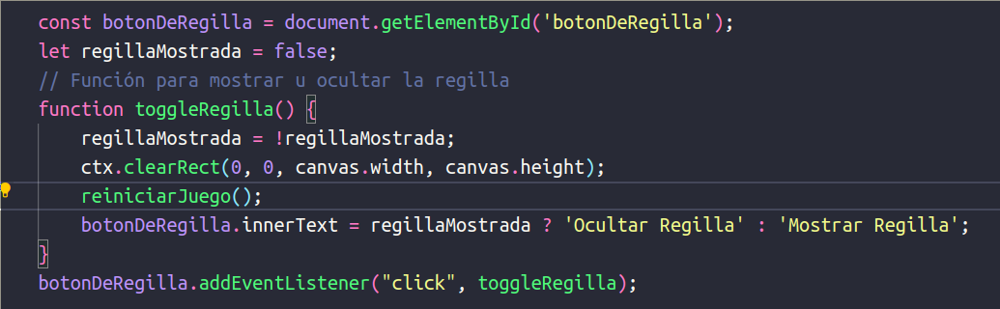 const botonDeRegilla = document.getElementById('botonDeRegilla');
let regillaMostrada = false;
// Función para mostrar u ocultar la regilla
function toggleRegilla() {
    regillaMostrada = !regillaMostrada;
    ctx.clearRect(0, 0, canvas.width, canvas.height);
    reiniciarJuego();
    botonDeRegilla.innerText = regillaMostrada ? 'Ocultar Regilla' : 'Mostrar Regilla';
}
botonDeRegilla.addEventListener("click", toggleRegilla);